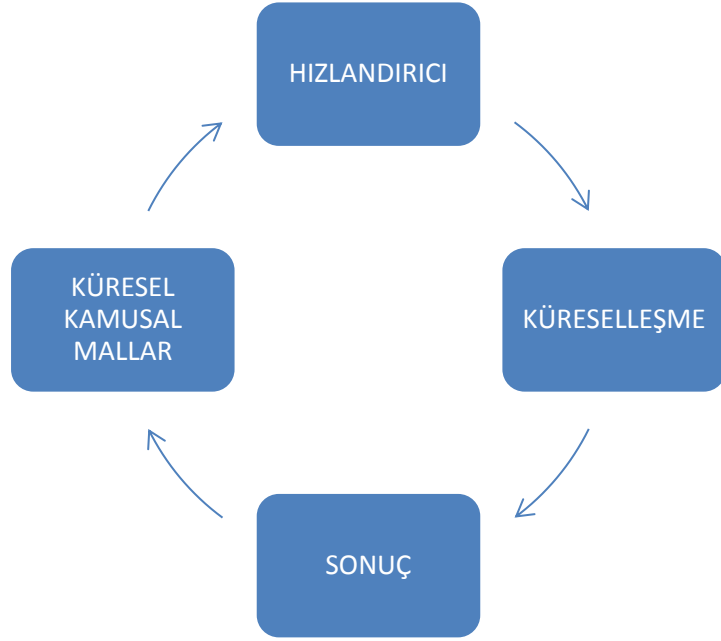 HIZLANDIRICI
KÜRESEL
KAMUSAL
MALLAR
KÜRESELLEŞME
SONUÇ